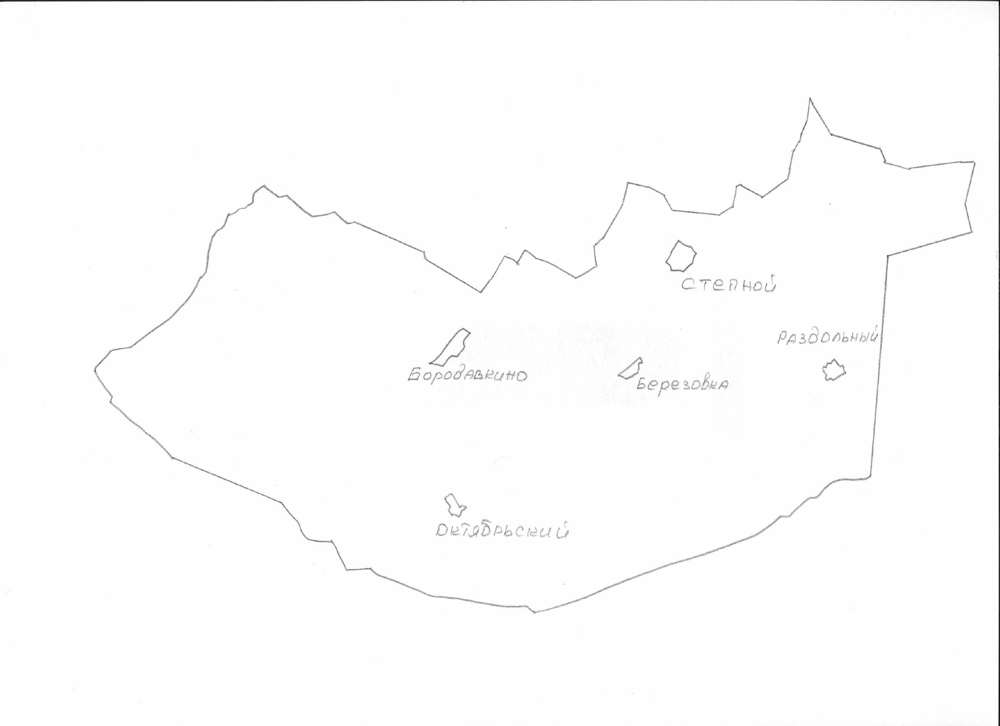 Степной
Раздольный
Бородавкино
Березовка
Октябрьский